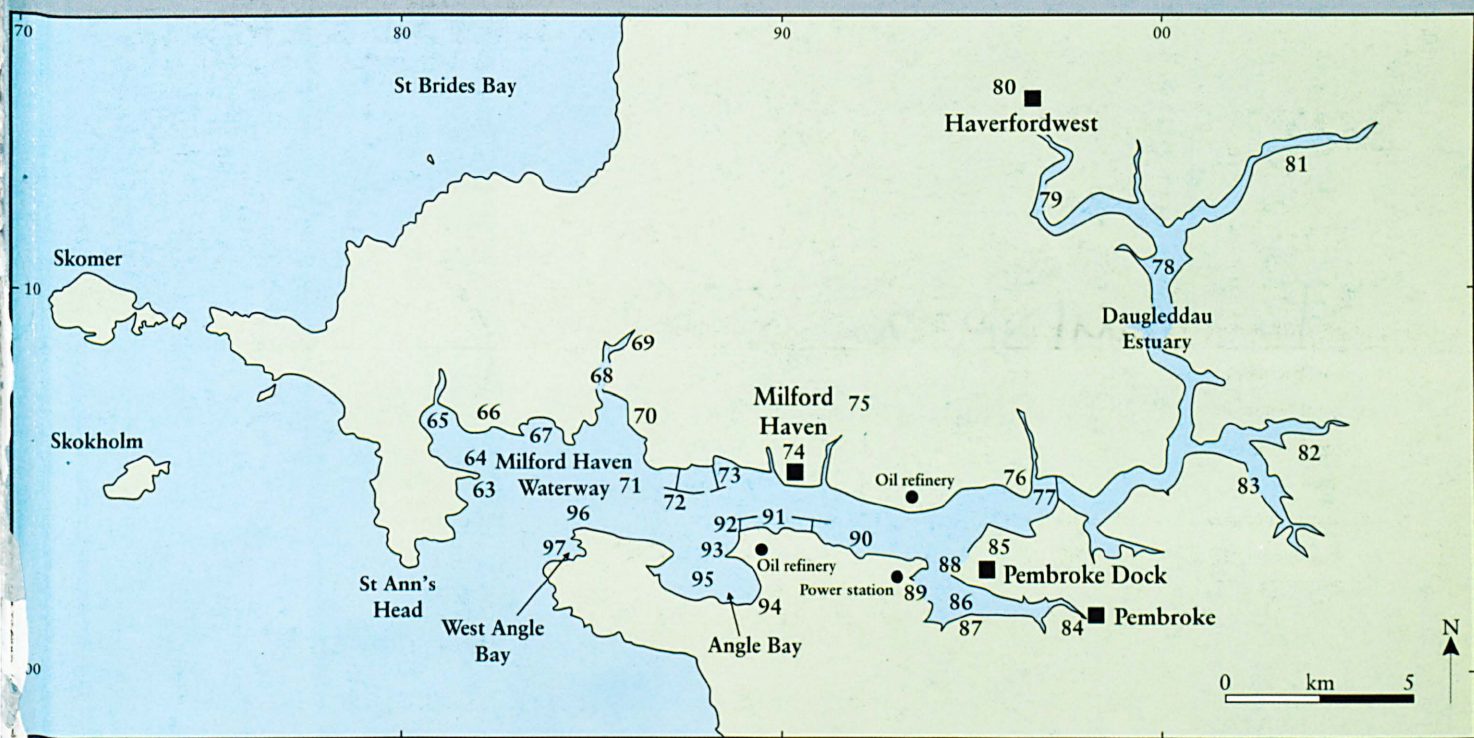 70
80
90
00
St Brides Bay
80
Haverfordwest
81
79
Skomer
78
10
Daugleddau
Estuary
69
68
Milford
Haven
75
66
70
65
67
Skokholm
82
74
64
Milford Haven
Waterway
71
73
Oil refinery
76
83
63
72
77
96
92
91
90
85
97
93
Oil refinery
88
Pembroke Dock
St Ann's
Head
95
94
Power station
89
86
West Angle
Bay
87
84
Pembroke
Angle Bay
N
00
0 km 5